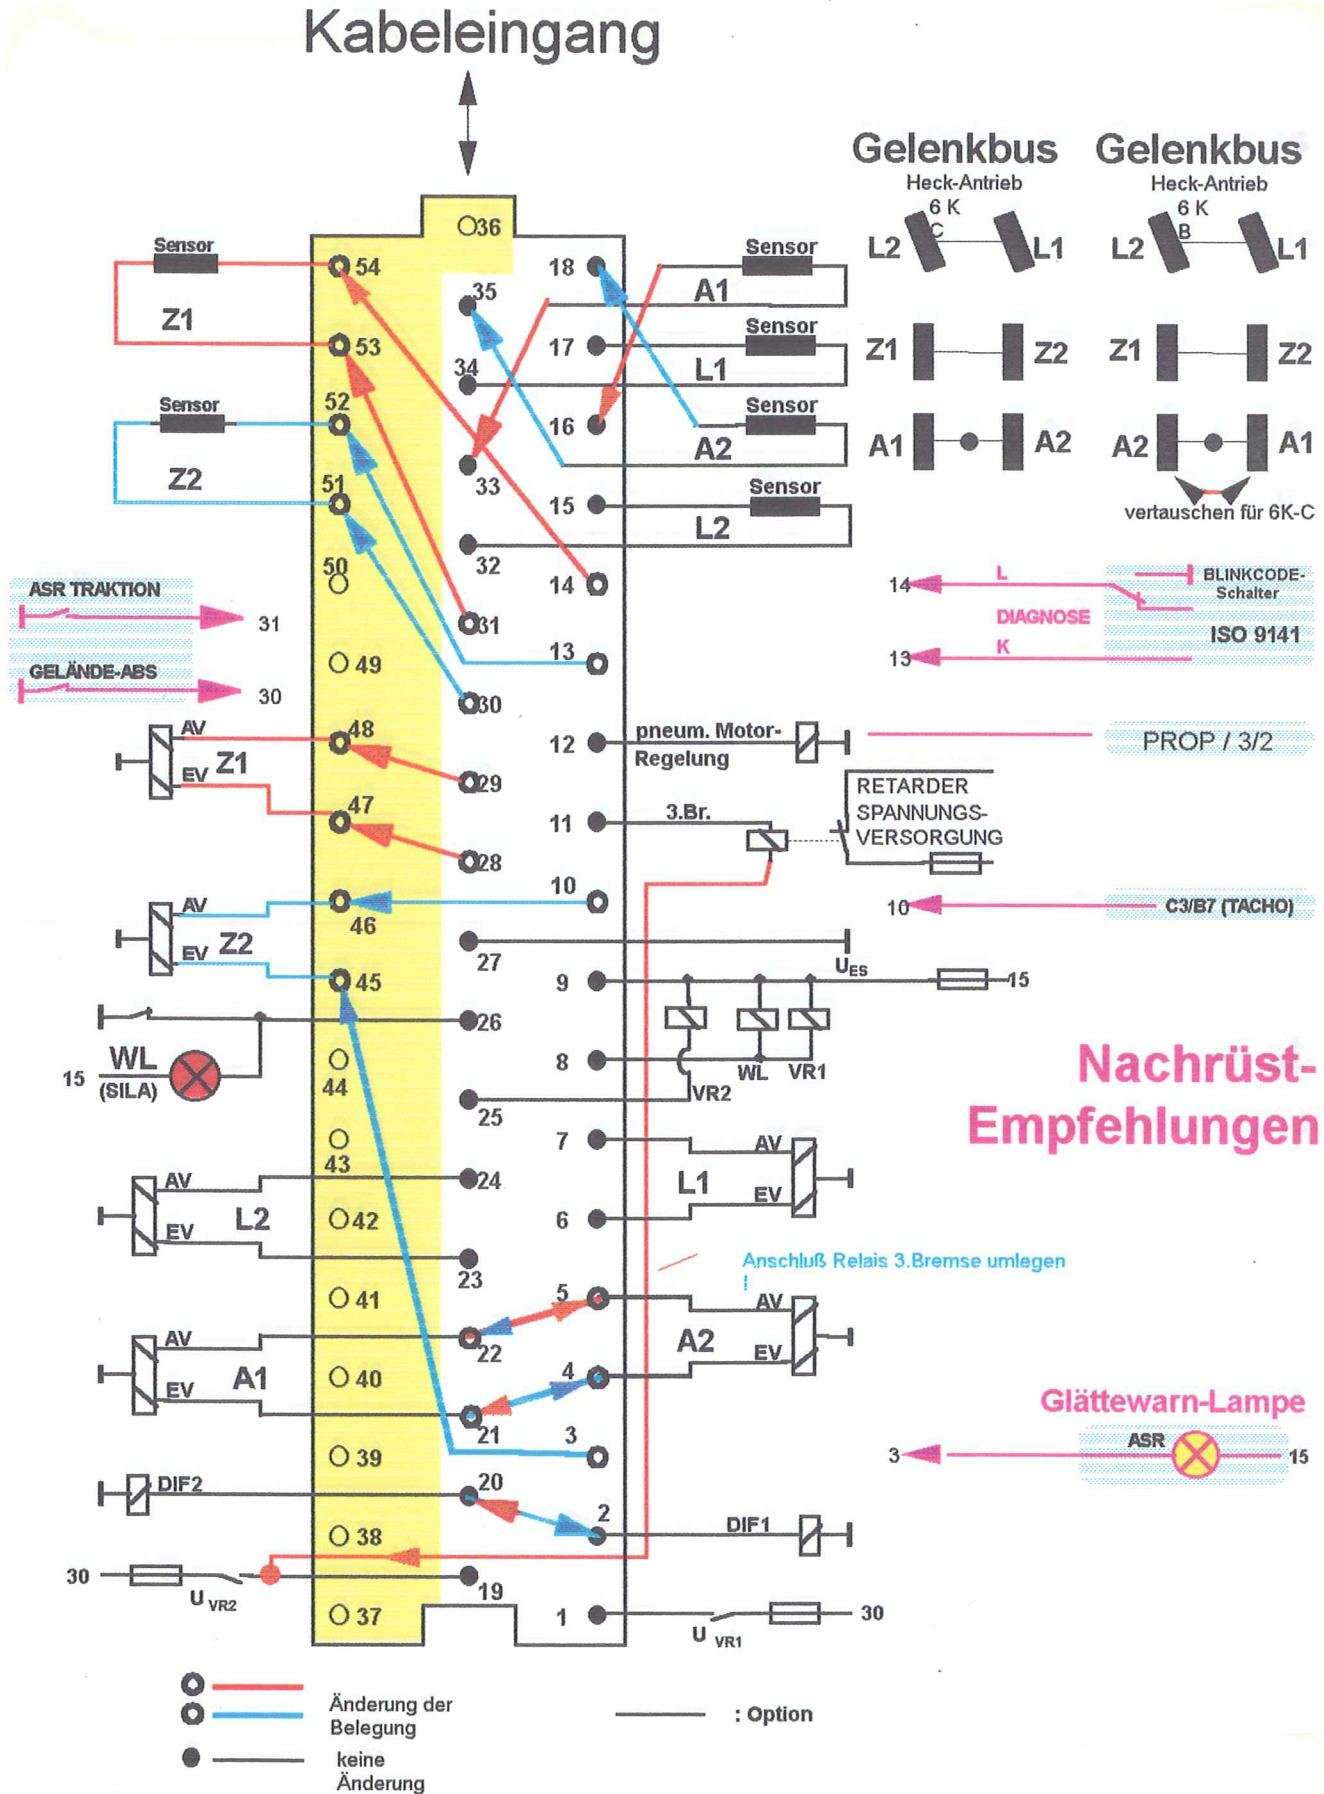 Kabeleingang
Gelenkbus
Heck-Antrieb
6 K
C
L2
L1
Z1
Z2
A1
A2
Gelenkbus
Heck-Antrieb
6 K
B
L2
L1
Z1
Z2
A2
A1
vertauschen für 6K-C
36
Sensor
54
Z1
53
Sensor
52
Z2
51
50
49
48
47
46
45
44
43
42
41
40
39
38
37
35
34
33
32
31
30
29
28
27
26
25
24
23
22
21
20
19
18
17
16
15
14
13
12
11
10
9
8
7
6
5
4
3
2
1
Sensor
A1
Sensor
L1
Sensor
A2
Sensor
L2
ASR TRAKTION
31
GELÄNDE-ABS
30
14
L
BLINKCODE-
Schalter
DIAGNOSE
ISO 9141
13
K
AV
Z1
EV
pneum. Motor-
Regelung
PROP / 3/2
3.Br.
RETARDER
SPANNUNGS-
VERSORGUNG
AV
Z2
EV
10
C3/B7 (TACHO)
UES
15
WL
15
(SILA)
WL
VR1
VR2
Nachrüst-
Empfehlungen
AV
L1
EV
AV
L2
EV
Anschluß Relais 3.Bremse umlegen
!
AV
A2
EV
AV
A1
EV
Glättewarn-Lampe
3
ASR
15
DIF2
DIF1
30
U VR2
U VR1
30
Änderung der
Belegung
: Option
keine
Änderung